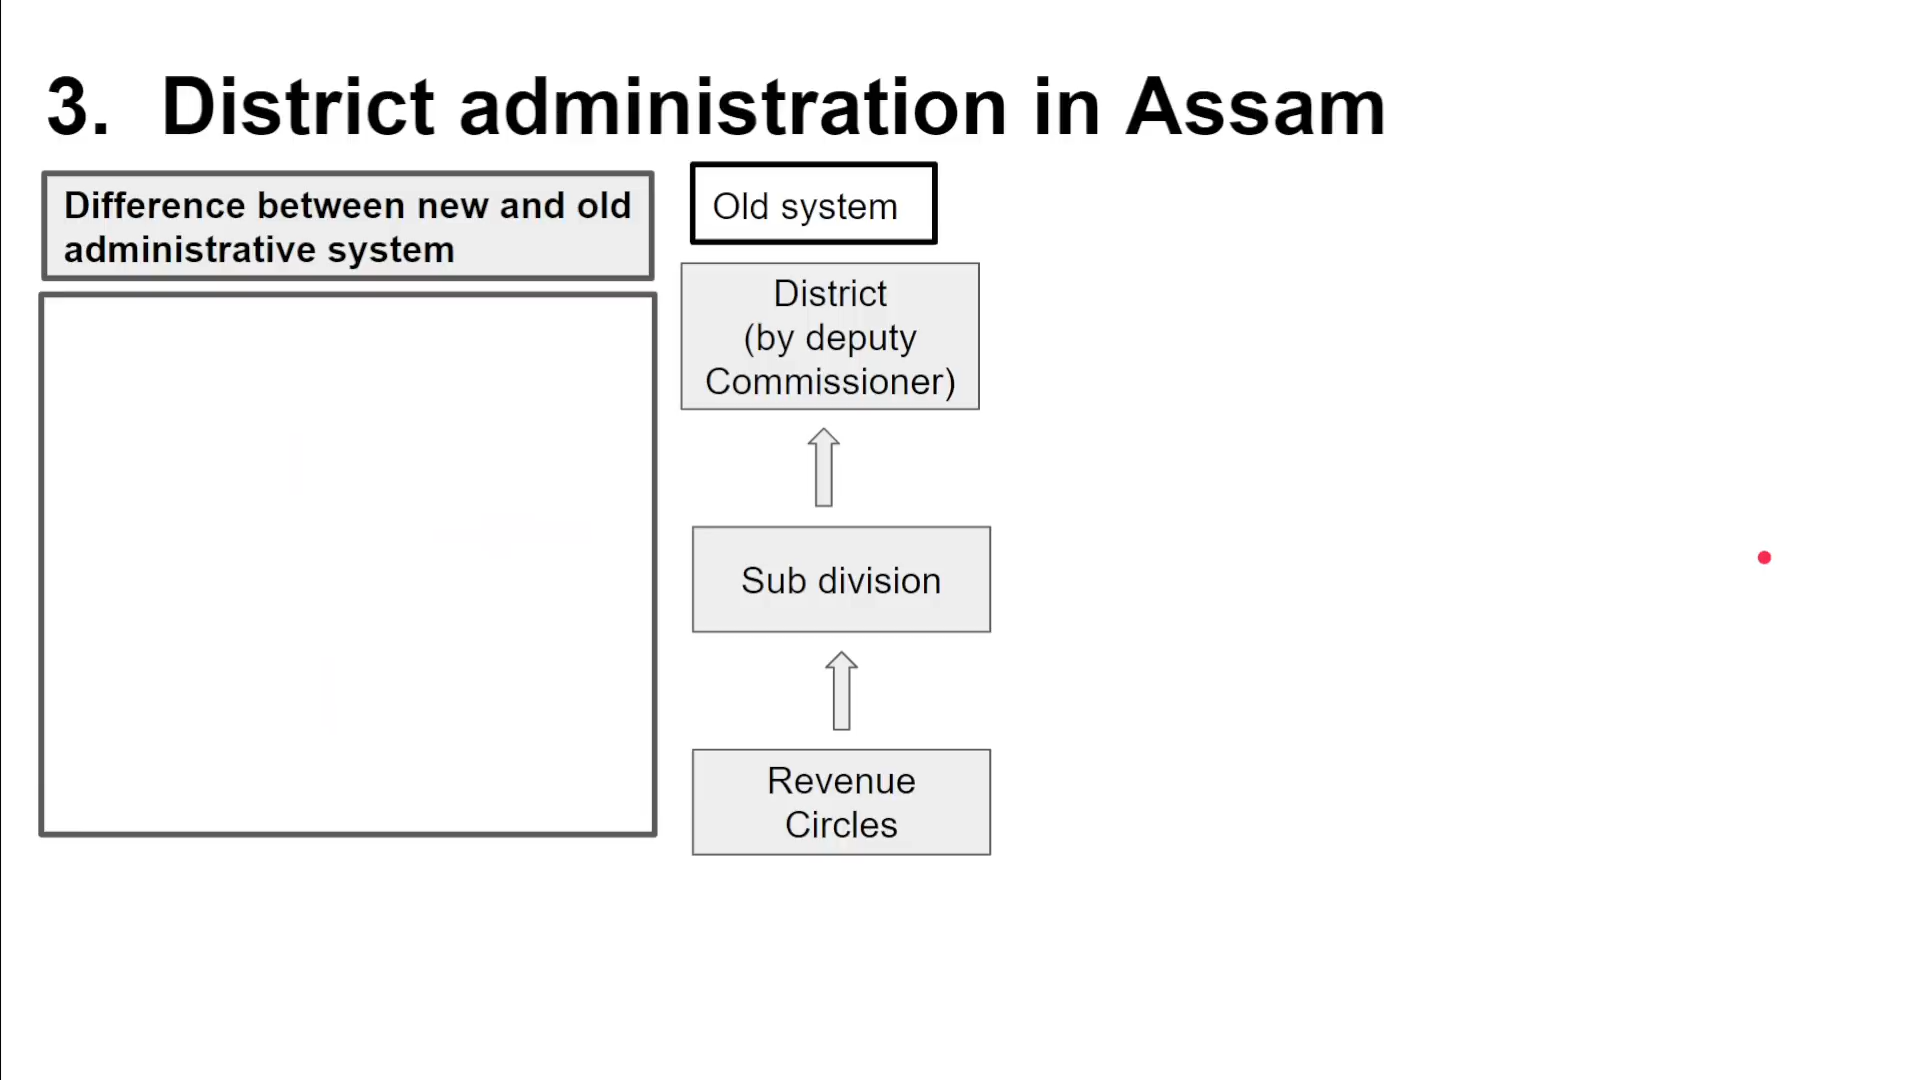 3. District administration in Assam
Difference between new and old
administrative system
Old system
District
(by deputy
Commissioner)
Sub division
Revenue
Circles